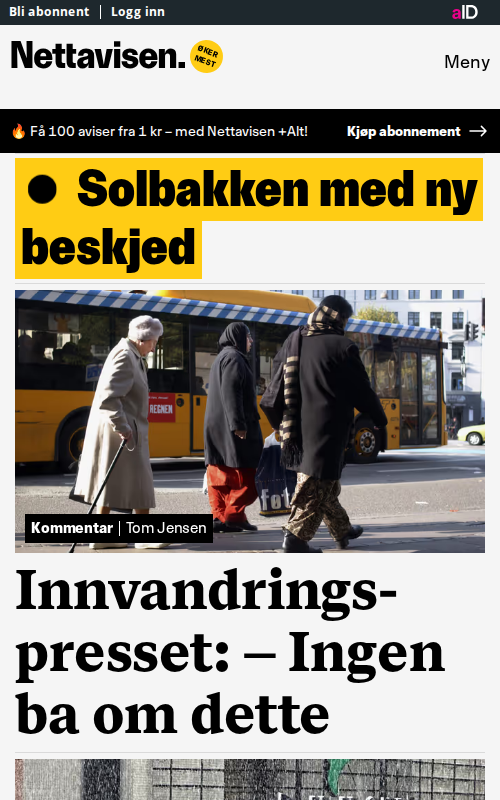 Bli abonnent | Logg inn
aID
Nettavisen.
ØKER
MEST
Meny
🔥 Få 100 aviser fra 1 kr – med Nettavisen +Alt!
Kjøp abonnement →
● Solbakken med ny
beskjed
REGNEN
føt
Kommentar | Tom Jensen
Innvandrings-
presset: – Ingen
ba om dette